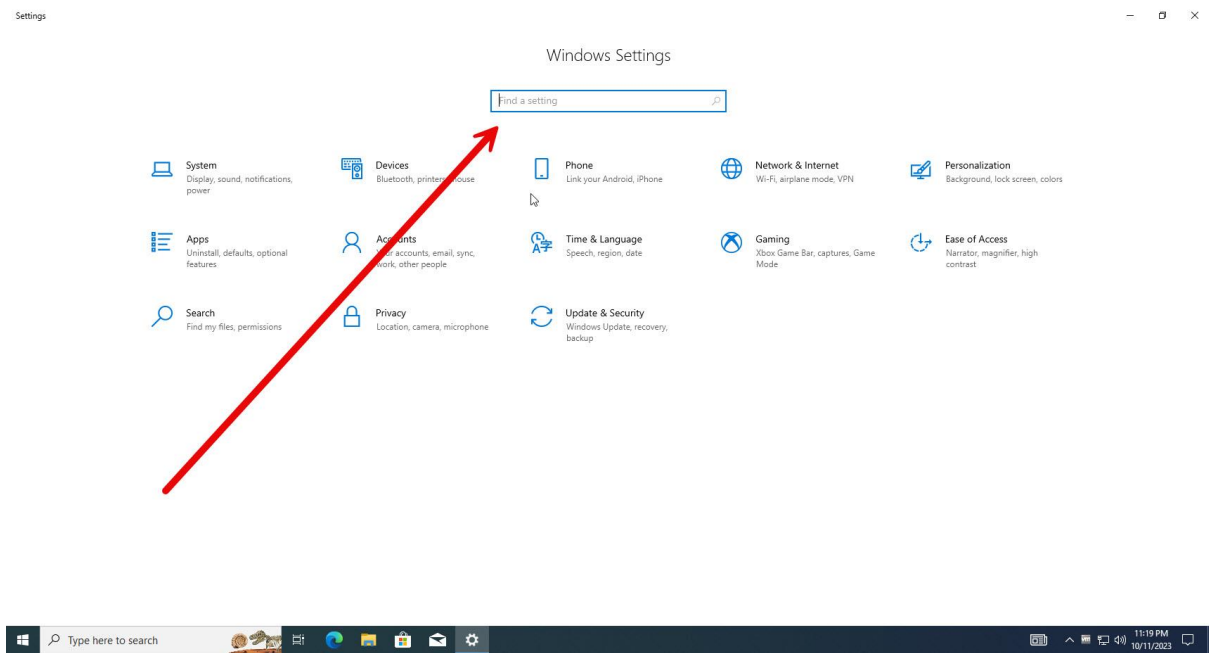 Settings
Windows Settings
Find a setting
System
Display, sound, notifications,
power
Devices
Bluetooth, printers, mouse
Phone
Link your Android, iPhone
Network & Internet
Wi-Fi, airplane mode, VPN
Personalization
Background, lock screen, colors
Apps
Uninstall, defaults, optional
features
Accounts
Your accounts, email, sync,
work, other people
Time & Language
Speech, region, date
Gaming
Xbox Game Bar, captures, Game
Mode
Ease of Access
Narrator, magnifier, high
contrast
Search
Find my files, permissions
Privacy
Location, camera, microphone
Update & Security
Windows Update, recovery,
backup
Type here to search
11:19 PM
10/11/2023